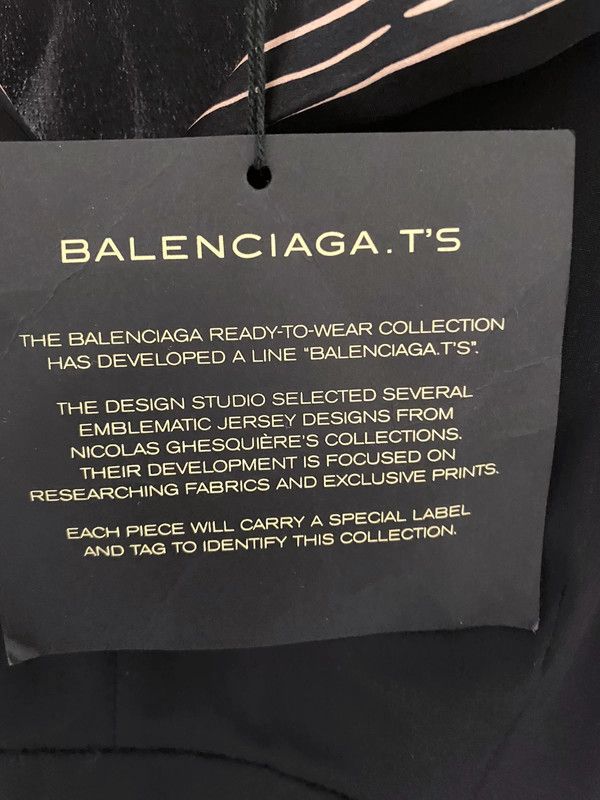 BALENCIAGA.T'S
THE BALENCIAGA READY-TO-WEAR COLLECTION
HAS DEVELOPED A LINE "BALENCIAGA.T'S".
THE DESIGN STUDIO SELECTED SEVERAL
EMBLEMATIC JERSEY DESIGNS FROM
NICOLAS GHESQUIÈRE'S COLLECTIONS.
THEIR DEVELOPMENT IS FOCUSED ON
RESEARCHING FABRICS AND EXCLUSIVE PRINTS.
EACH PIECE WILL CARRY A SPECIAL LABEL
AND TAG TO IDENTIFY THIS COLLECTION.